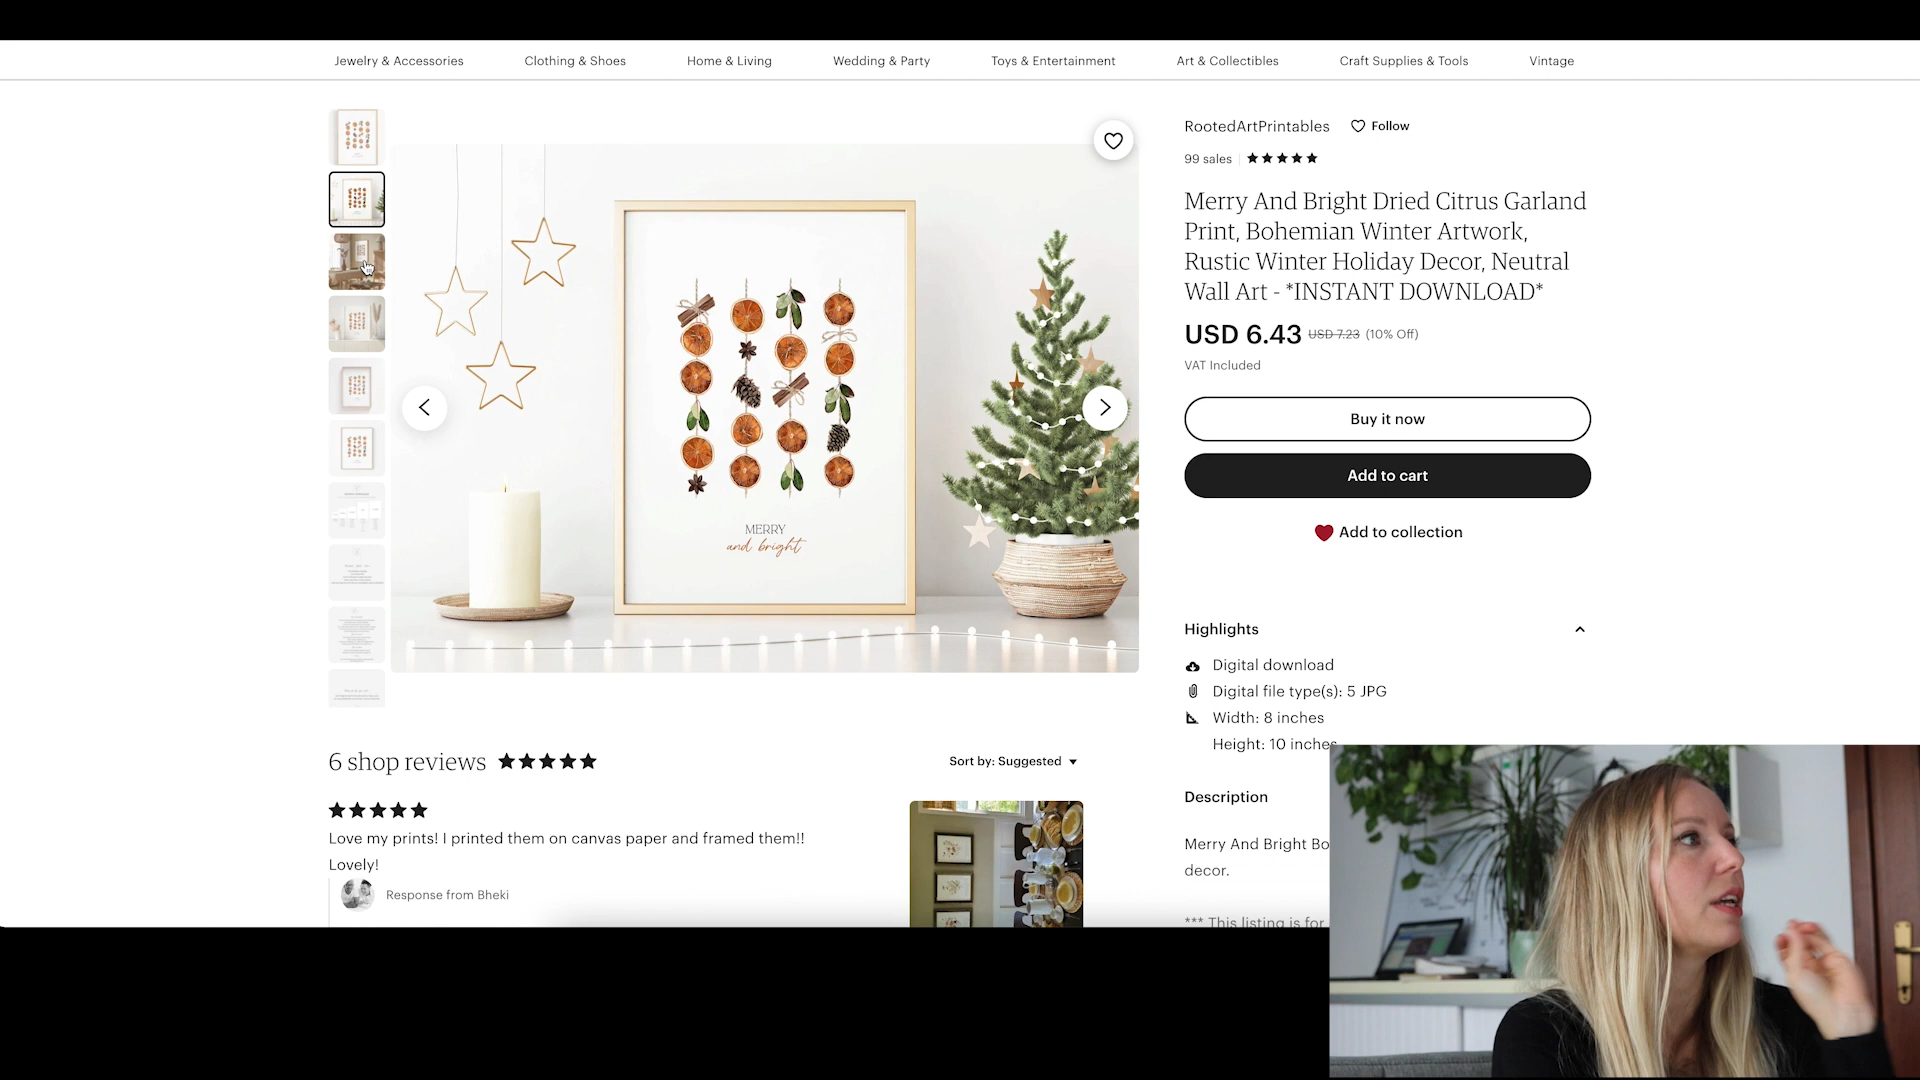 Jewelry & Accessories
Clothing & Shoes
Home & Living
Wedding & Party
Toys & Entertainment
Art & Collectibles
Craft Supplies & Tools
Vintage
RootedArtPrintables
Follow
99 sales
Merry And Bright Dried Citrus Garland
Print, Bohemian Winter Artwork,
Rustic Winter Holiday Decor, Neutral
Wall Art - *INSTANT DOWNLOAD*
USD 6.43 USD 7.23 (10% Off)
VAT Included
Buy it now
Add to cart
Add to collection
MERRY
and bright
Highlights
Digital download
Digital file type(s): 5 JPG
Width: 8 inches
Height: 10 inches
Description
Merry And Bright Bo
decor.
*** This listing is for
6 shop reviews
Sort by: Suggested
Love my prints! I printed them on canvas paper and framed them!!
Lovely!
Response from Bheki